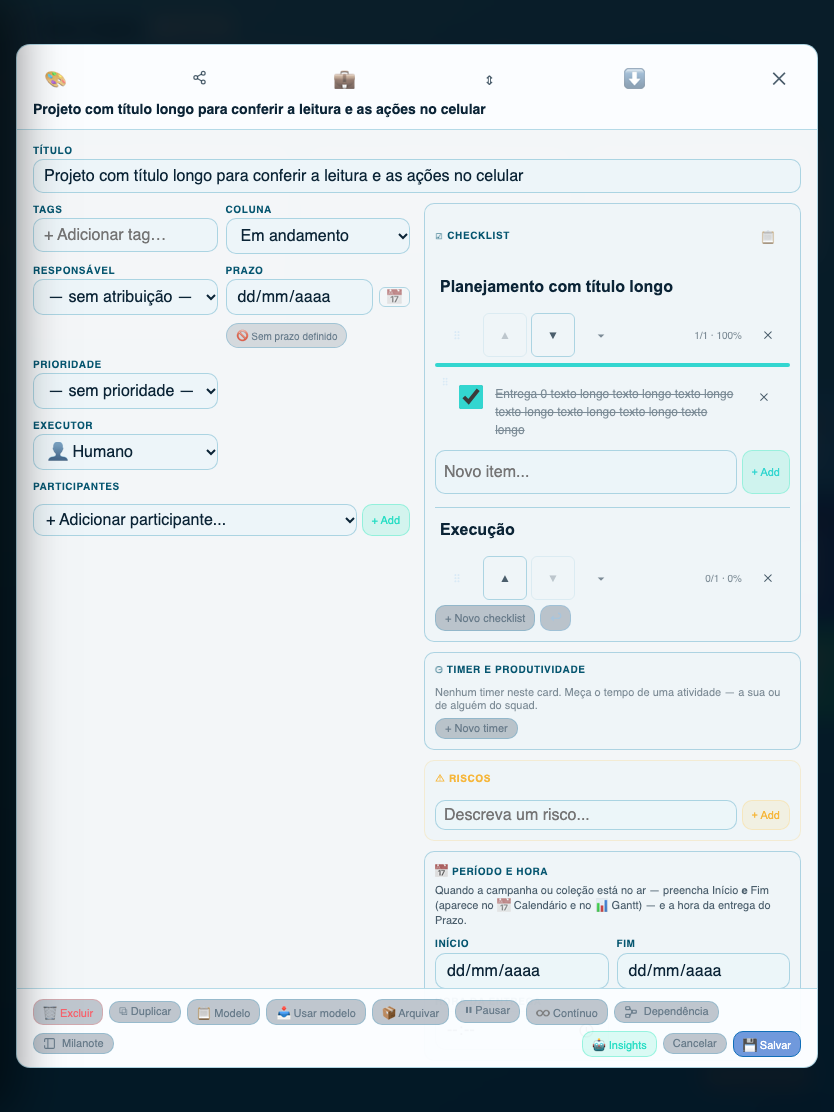 Projeto com título longo para conferir a leitura e as ações no celular
TÍTULO
Projeto com título longo para conferir a leitura e as ações no celular
TAGS
+ Adicionar tag...
COLUNA
Em andamento
RESPONSÁVEL
— sem atribuição —
PRAZO
dd/mm/aaaa
🚫 Sem prazo definido
PRIORIDADE
— sem prioridade —
EXECUTOR
👤 Humano
PARTICIPANTES
+ Adicionar participante...
+ Add
☑ CHECKLIST
Planejamento com título longo
▲ ▼ 1/1 · 100% ×
Entrega 0 texto longo texto longo texto longo
texto longo texto longo texto longo texto
longo
Novo item...
+ Add
Execução
▲ ▼ 0/1 · 0% ×
+ Novo checklist
TIMER E PRODUTIVIDADE
Nenhum timer neste card. Meça o tempo de uma atividade — a sua ou
de alguém do squad.
+ Novo timer
⚠ RISCOS
Descreva um risco...
+ Add
📅 PERÍODO E HORA
Quando a campanha ou coleção está no ar — preencha Início e Fim
(aparece no 📅 Calendário e no 📊 Gantt) — e a hora da entrega do
Prazo.
INÍCIO
FIM
dd/mm/aaaa
dd/mm/aaaa
Excluir
Duplicar
Modelo
Usar modelo
Arquivar
Pausar
Contínuo
Dependência
Milanote
Insights
Cancelar
Salvar